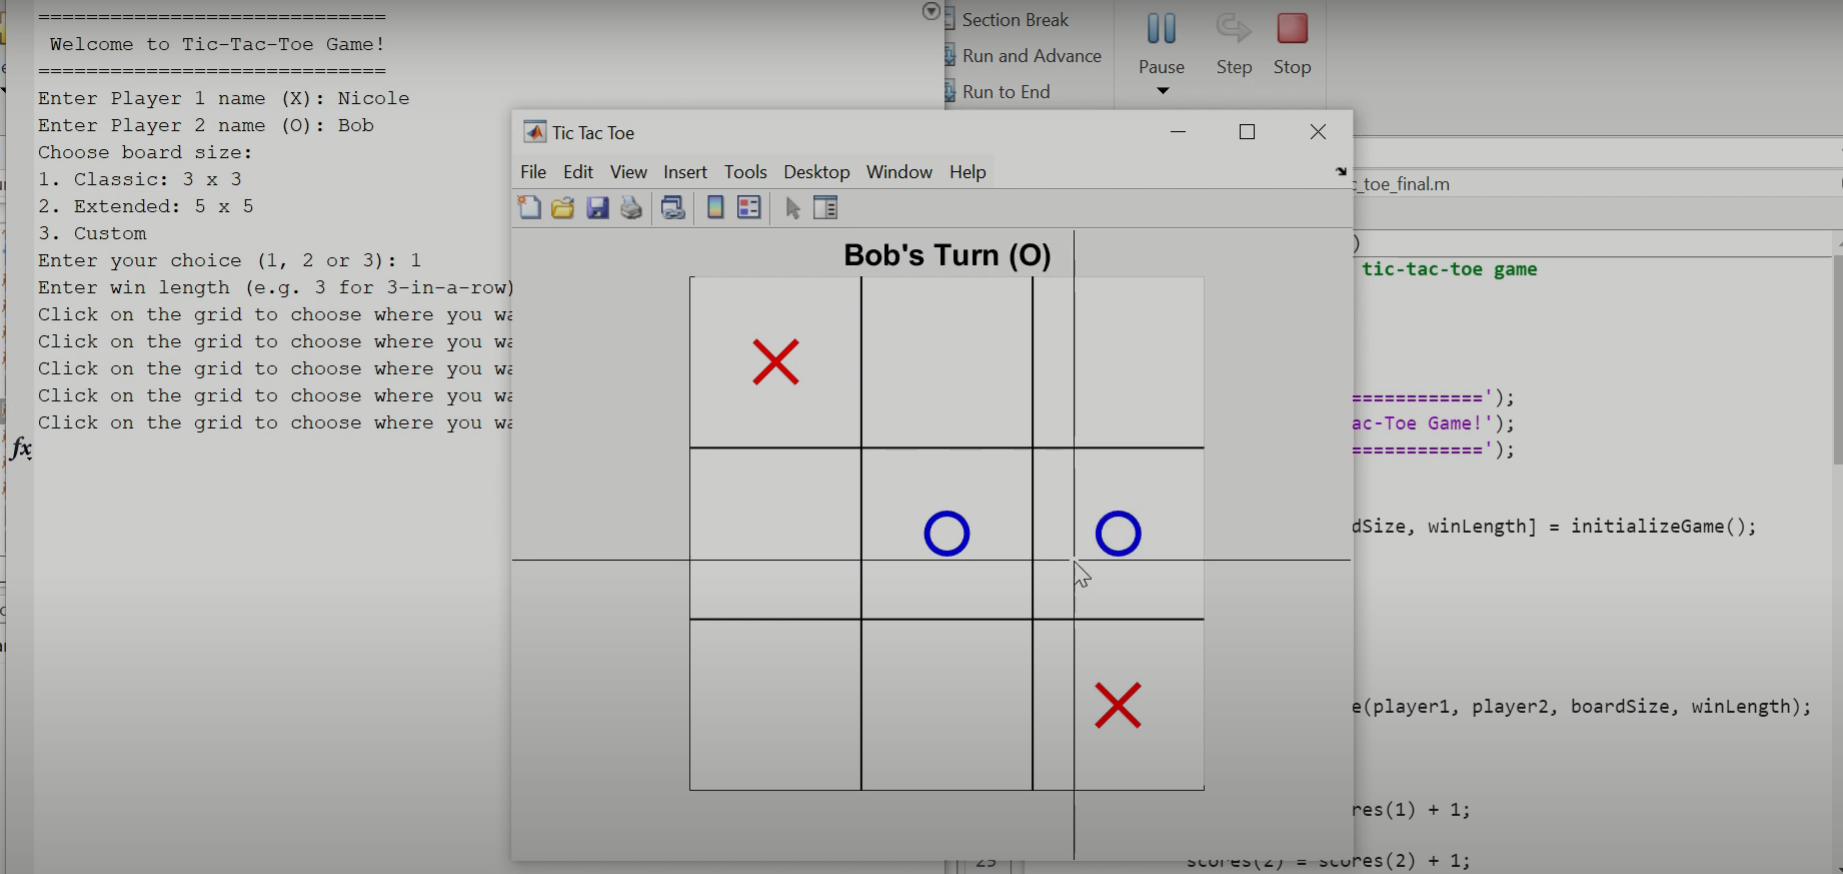 =============================
Welcome to Tic-Tac-Toe Game!
=============================
Enter Player 1 name (X): Nicole
Enter Player 2 name (O): Bob
Choose board size:
1. Classic: 3 x 3
2. Extended: 5 x 5
3. Custom
Enter your choice (1, 2 or 3): 1
Enter win length (e.g. 3 for 3-in-a-row)
Click on the grid to choose where you
Click on the grid to choose where you
Click on the grid to choose where you
Click on the grid to choose where you
Click on the grid to choose where you
fx
Section Break
Run and Advance
Run to End
Pause
Step
Stop
Tic Tac Toe
File Edit View Insert Tools Desktop Window Help
Bob's Turn (O)
X
O O
X
_toe_final.m
)
tic-tac-toe game
============');
ac-Toe Game!');
============');
dSize, winLength] = initializeGame();
e(player1, player2, boardSize, winLength);
res(1) + 1;
25 scores(2) = scores(2) + 1;